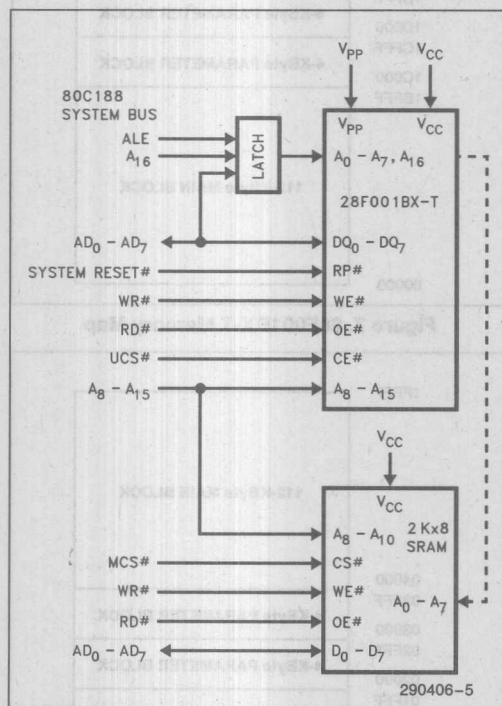 80C188
SYSTEM BUS
ALE
A16
AD0 – AD7
SYSTEM RESET#
WR#
RD#
UCS#
A8 – A15
MCS#
WR#
RD#
AD0 – AD7
LATCH
VPP VCC
VPP VCC
A0 – A7, A16
28F001BX-T
DQ0 – DQ7
RP#
WE#
OE#
CE#
A8 – A15
VCC
VCC
A8 – A10
2 Kx8
SRAM
CS#
WE#
A0 – A7
OE#
D0 – D7
290406-5